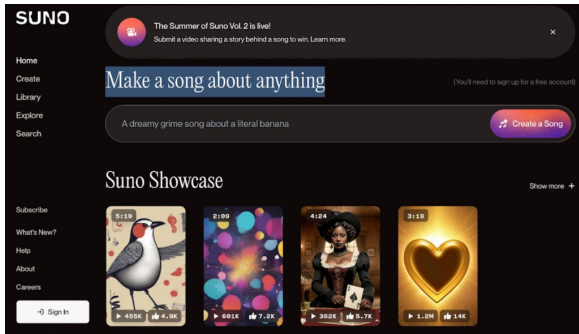 SUNO
Home
Create
Library
Explore
Search
Subscribe
What's New?
Help
About
Careers
Sign In
The Summer of Suno Vol. 2 is live!
Submit a video sharing a story behind a song to win. Learn more.
Make a song about anything
(You'll need to sign up for a free account)
A dreamy grime song about a literal banana
Create a Song
Suno Showcase
Show more
5:19
455K 4.9K
2:09
601K 7.2K
4:24
362K 5.7K
3:19
1.2M 14K